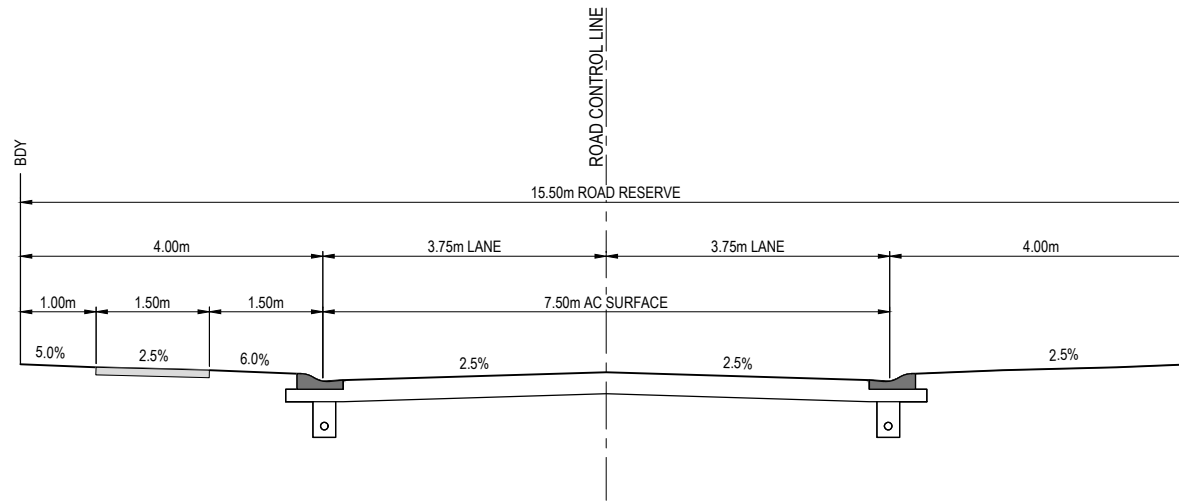 ROAD CONTROL LINE
BDY
15.50m ROAD RESERVE
4.00m
3.75m LANE
3.75m LANE
4.00m
1.00m
1.50m
1.50m
7.50m AC SURFACE
5.0%
2.5%
6.0%
2.5%
2.5%
2.5%